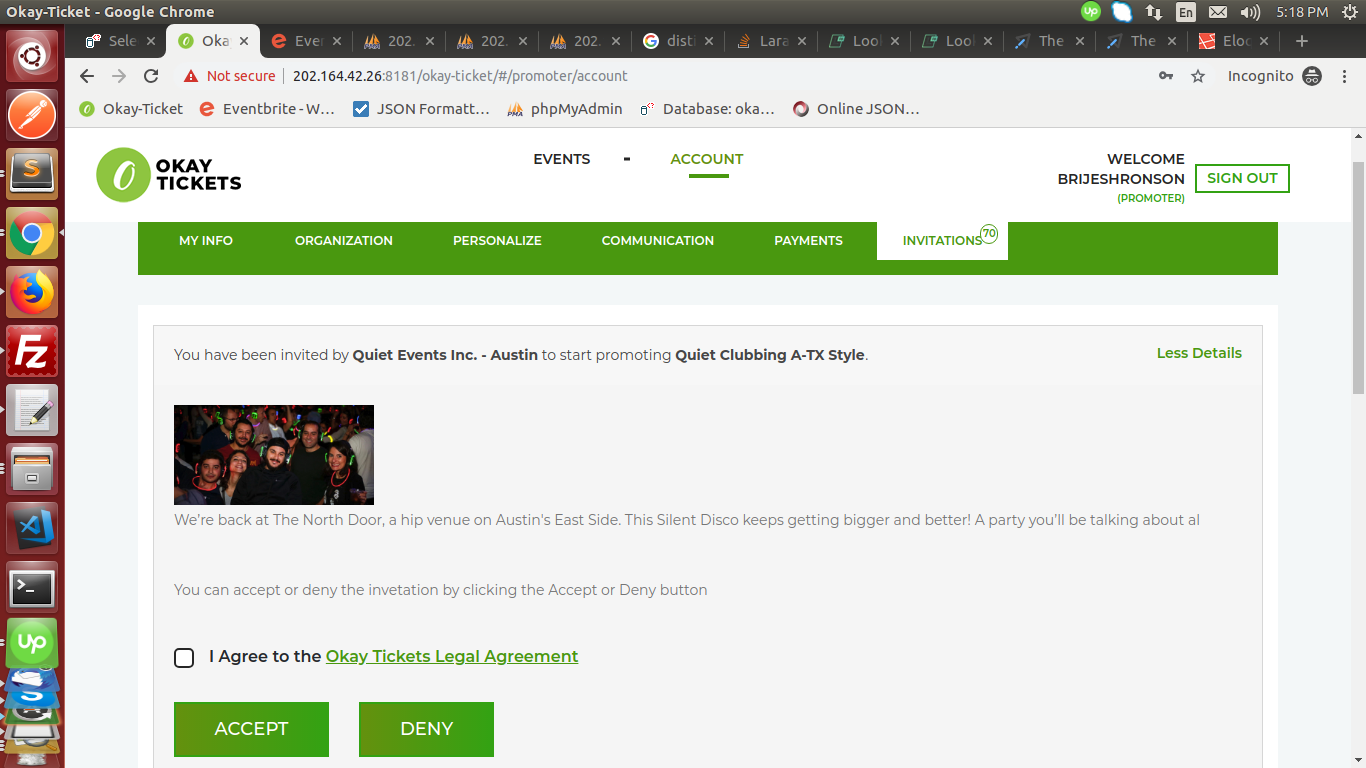 Okay-Ticket - Google Chrome
Up
En
5:18 PM
Sele
Oka
Ever
202.
202.
202.
disti
Lara
Look
Look
The
The
Eloc
Not secure
202.164.42.26:8181/okay-ticket/#/promoter/account
Incognito
Okay-Ticket
Eventbrite - W...
JSON Formatt...
phpMyAdmin
Database: oka...
Online JSON...
OKAY
TICKETS
EVENTS
-
ACCOUNT
WELCOME
BRIJESHRONSON
(PROMOTER)
SIGN OUT
MY INFO
ORGANIZATION
PERSONALIZE
COMMUNICATION
PAYMENTS
INVITATIONS
70
You have been invited by Quiet Events Inc. - Austin to start promoting Quiet Clubbing A-TX Style.
Less Details
We're back at The North Door, a hip venue on Austin's East Side. This Silent Disco keeps getting bigger and better! A party you'll be talking about al
You can accept or deny the invetation by clicking the Accept or Deny button
I Agree to the Okay Tickets Legal Agreement
ACCEPT
DENY